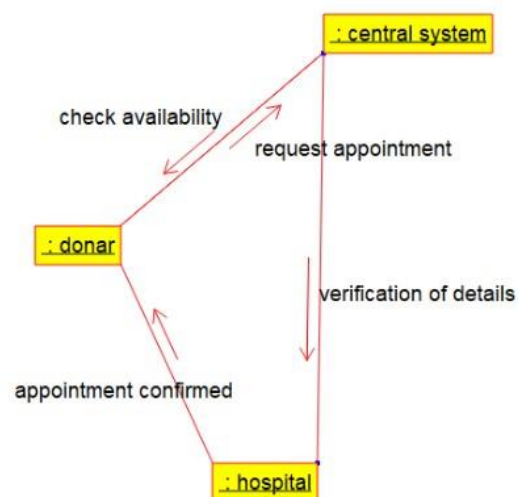 : central system
check availability
request appointment
: donar
verification of details
appointment confirmed
: hospital